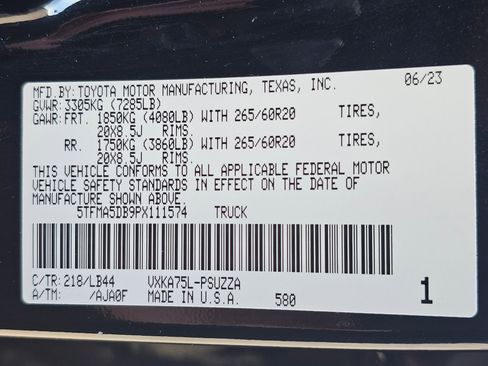 MFD.BY:TOYOTA MOTOR MANUFACTURING, TEXAS, INC. 06/23
GVWR:3305KG (7285LB)
GAWR:FRT. 1850KG (4080LB) WITH 265/60R20 TIRES,
20X8.5J RIMS.
RR. 1750KG (3860LB) WITH 265/60R20 TIRES,
20X8.5J RIMS.
THIS VEHICLE CONFORMS TO ALL APPLICABLE FEDERAL MOTOR
VEHICLE SAFETY STANDARDS IN EFFECT ON THE DATE OF
MANUFACTURE SHOWN ABOVE.
5TFMA5DB9PX111574 TRUCK
C/TR:218/LB44 VXKA75L-PSUZZA
A/TM: /AJA0F MADE IN U.S.A. 580 1